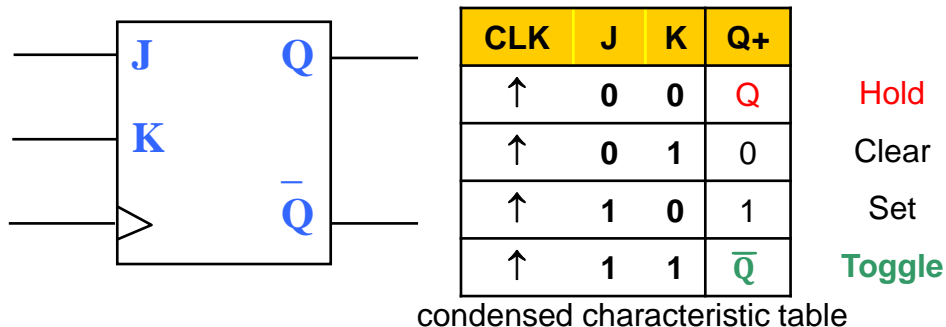 J Q
K
Q̅
CLK J K Q+
↑ 0 0 Q Hold
↑ 0 1 0 Clear
↑ 1 0 1 Set
↑ 1 1 Q̅ Toggle
condensed characteristic table